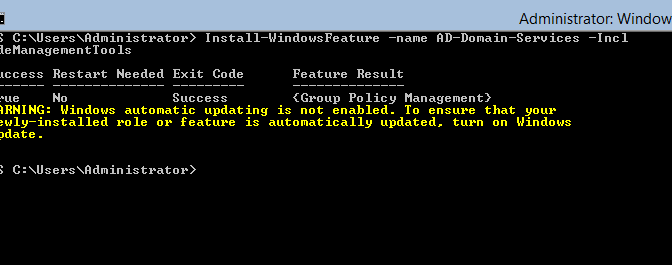 Administrator: Window
S C:\Users\Administrator> Install-WindowsFeature -name AD-Domain-Services -Incl
deManagementTools
uccess Restart Needed Exit Code      Feature Result
------- -------------- ---------      --------------
rue    No             Success        {Group Policy Management}
ARNING: Windows automatic updating is not enabled. To ensure that your
ewly-installed role or feature is automatically updated, turn on Windows
pdate.
S C:\Users\Administrator>